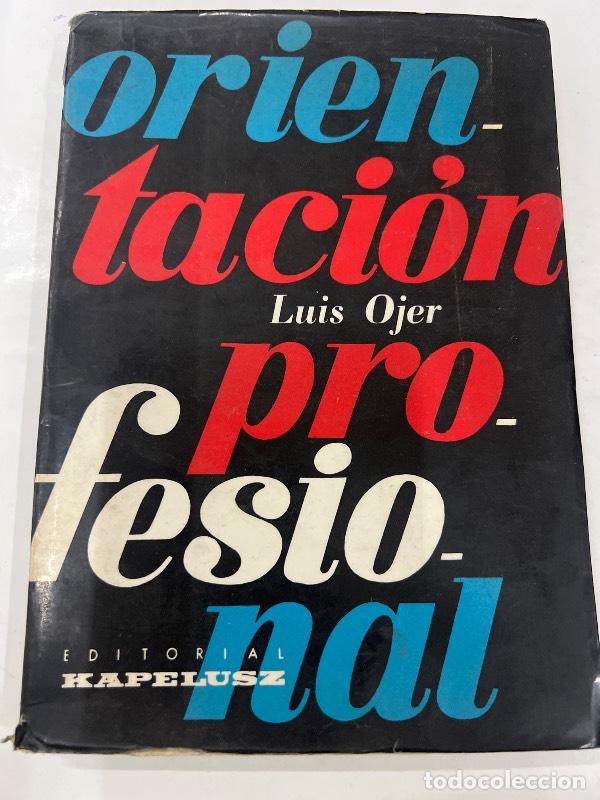 orien-
tación
Luis Ojer
pro-
fesio-
nal
EDITORIAL
KAPELUSZ
todocoleccion